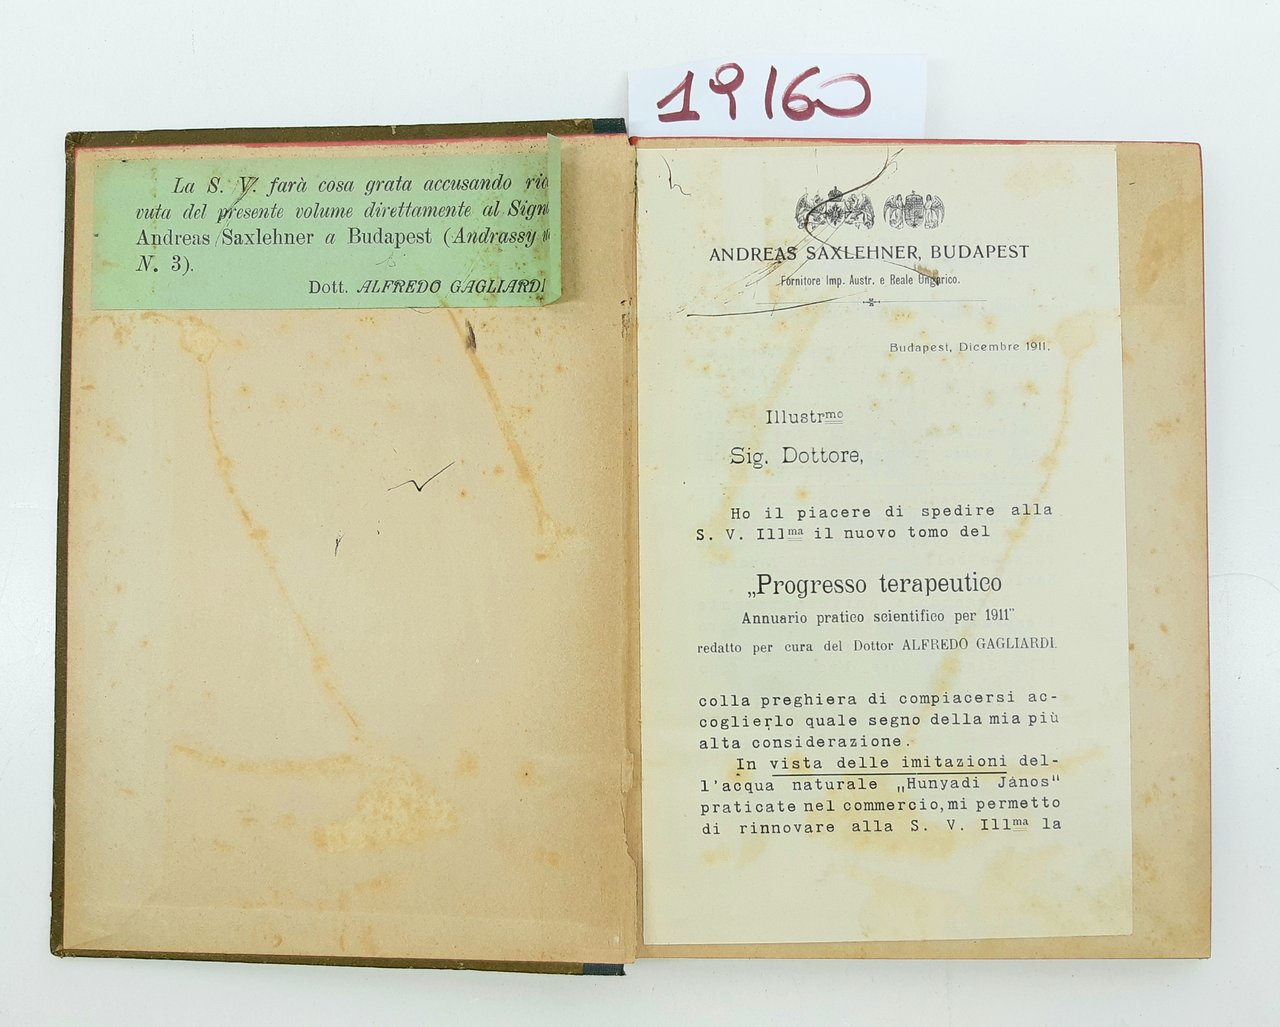 19160
La S. V. farà cosa grata accusando
vuta del presente volume direttamente al
Andreas Saxlehner a Budapest (Andrassy
N. 3).
Dott. ALFREDO GAGLIARDI
ANDREAS SAXLEHNER, BUDAPEST
Fornitore Imp. Austr. e Reale Ungarico.
Budapest, Dicembre 1911.
Illustrmo
Sig. Dottore,
Ho il piacere di spedire alla
S. V. Illma il nuovo tomo del
„Progresso terapeutico
Annuario pratico scientifico per 1911"
redatto per cura del Dottor ALFREDO GAGLIARDI.
colla preghiera di compiacersi ac-
coglierlo quale segno della mia più
alta considerazione.
In vista delle imitazioni del-
l'acqua naturale „Hunyadi János"
praticate nel commercio, mi permetto
di rinnovare alla S. V. Illma la